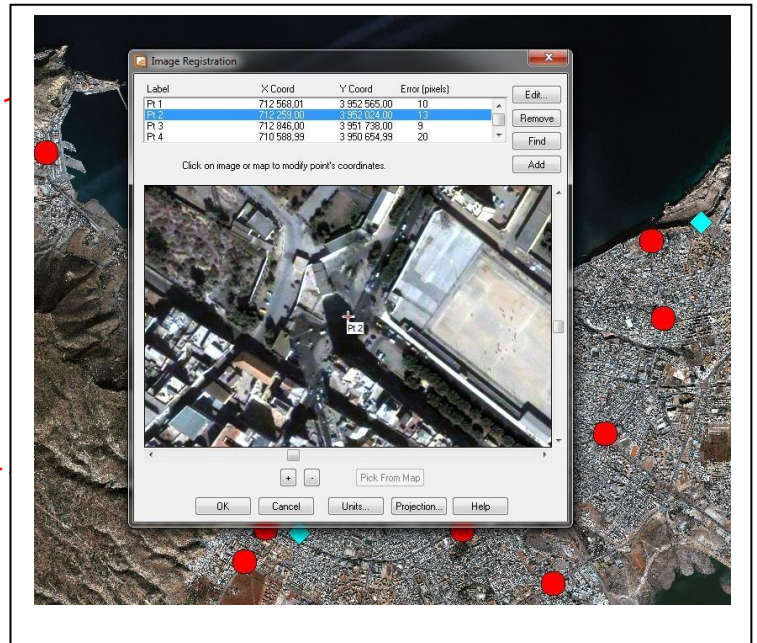 Image Registration
Label X Coord Y Coord Error (pixels)
Pt 1 712 568,01 3 952 565,00 10
Pt 2 712 259,00 3 952 024,00 13
Pt 3 712 846,00 3 951 738,00 9
Pt 4 710 588,99 3 950 654,99 20
Edit...
Remove
Find
Add
Click on image or map to modify point's coordinates.
Pt 2
+ - Pick From Map
OK Cancel Units... Projection... Help